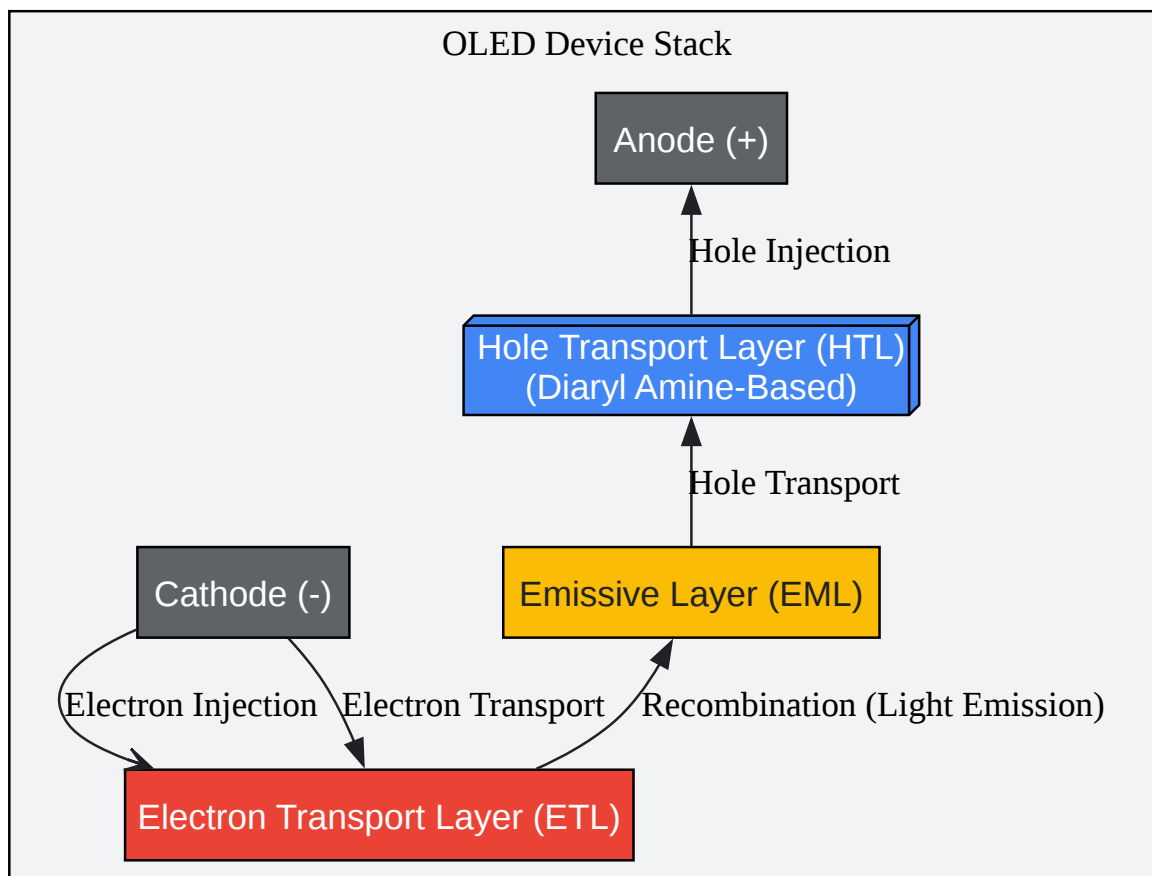 OLED Device Stack
Anode (+)
Hole Injection
Hole Transport Layer (HTL)
(Diaryl Amine-Based)
Hole Transport
Cathode (-)
Emissive Layer (EML)
Electron Injection
Electron Transport
Recombination (Light Emission)
Electron Transport Layer (ETL)